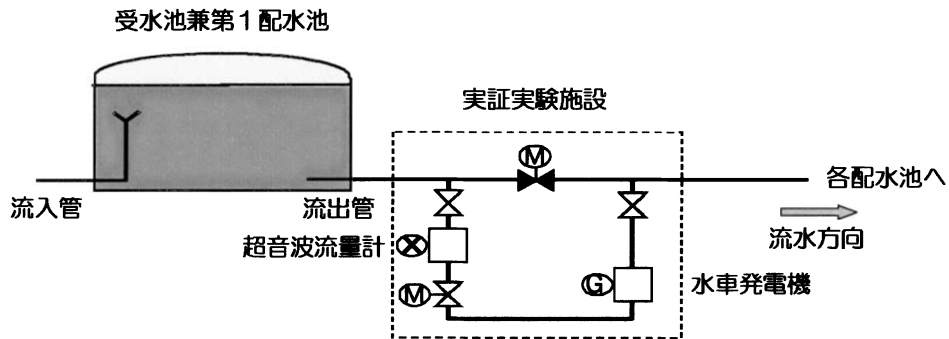 受水池兼第１配水池
実証実験施設
M
流入管
流出管
各配水池へ
流水方向
超音波流量計
M
G
水車発電機